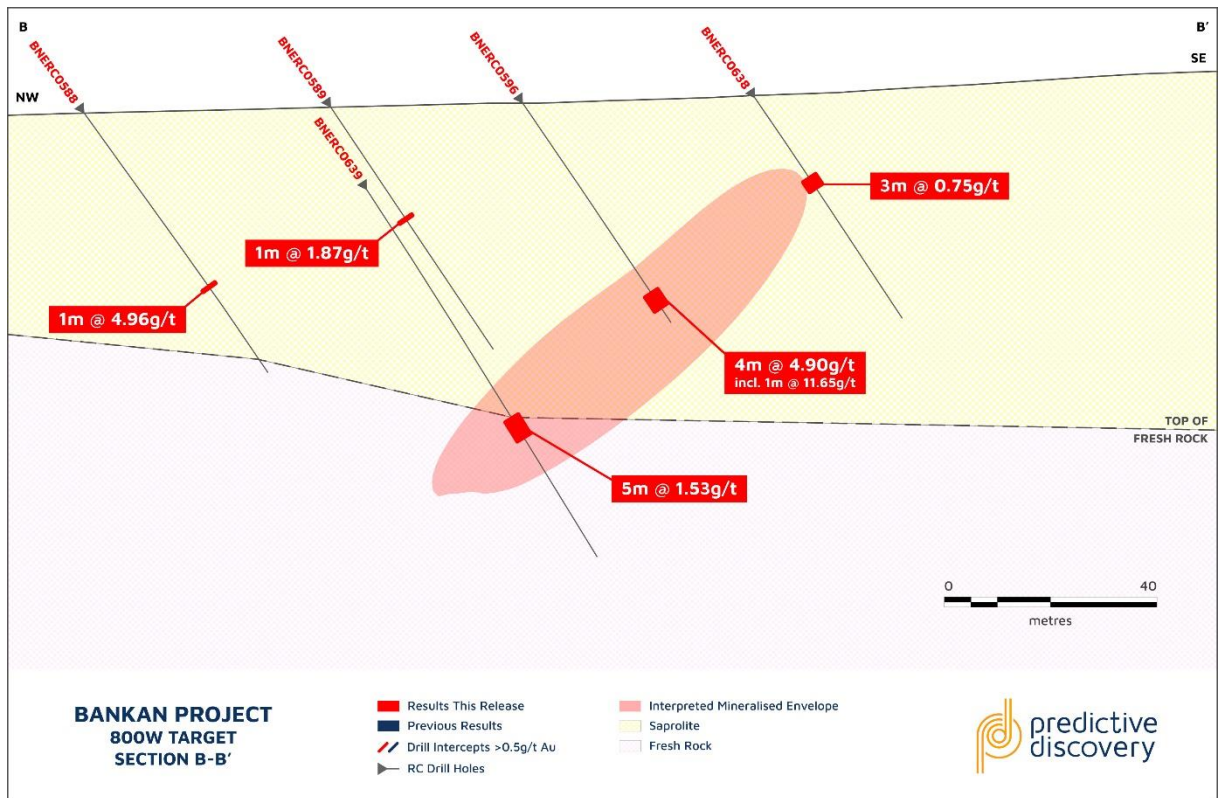 B
B'
NW
SE
BNERC0588
BNERC0589
BNERC0639
BNERC0596
BNERC0638
3m @ 0.75g/t
1m @ 1.87g/t
1m @ 4.96g/t
4m @ 4.90g/t
incl. 1m @ 11.65g/t
TOP OF
FRESH ROCK
5m @ 1.53g/t
0 40
metres
BANKAN PROJECT
800W TARGET
SECTION B-B'
Results This Release
Previous Results
Drill Intercepts >0.5g/t Au
RC Drill Holes
Interpreted Mineralised Envelope
Saprolite
Fresh Rock
predictive
discovery